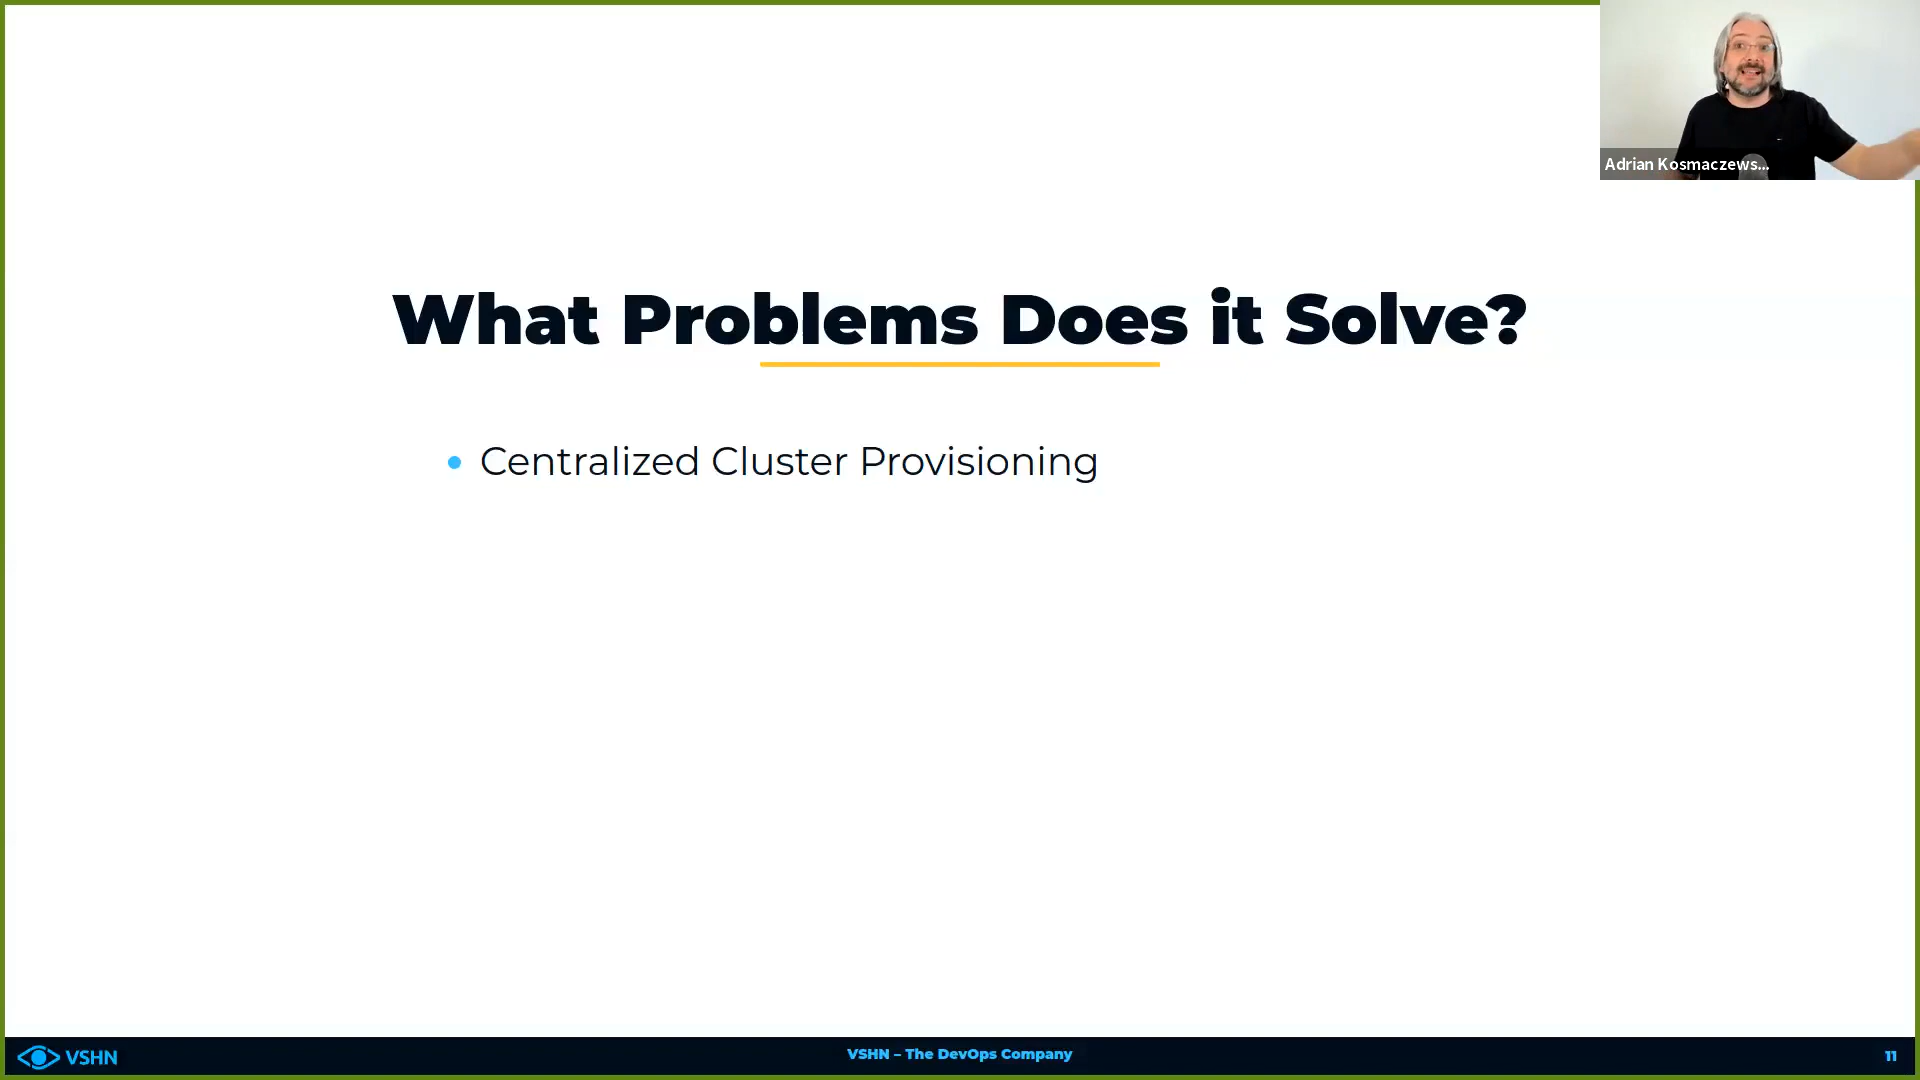 Adrian Kosmaczews...
What Problems Does it Solve?
• Centralized Cluster Provisioning
VSHN
VSHN – The DevOps Company
11